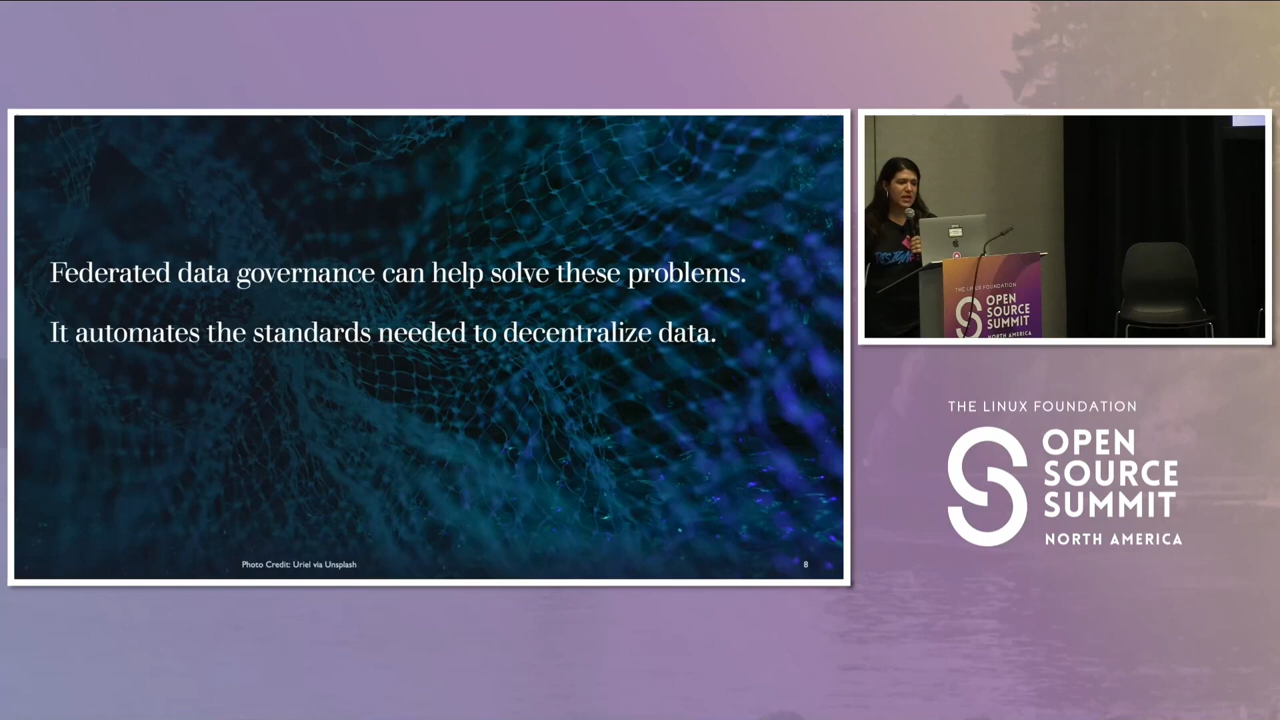 Federated data governance can help solve these problems.
It automates the standards needed to decentralize data.
Photo Credit: Uriel via Unsplash
8
THE LINUX FOUNDATION
OPEN
SOURCE
SUMMIT
NORTH AMERICA
THE LINUX FOUNDATION
OPEN
SOURCE
SUMMIT
NORTH AMERICA